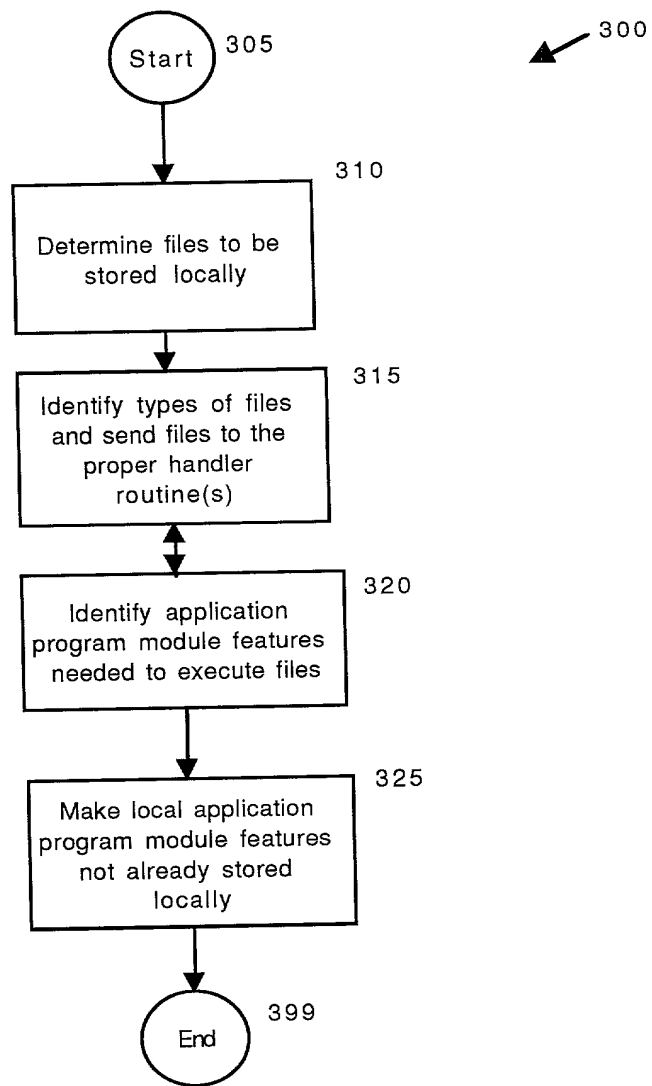 300
Start
305
310
Determine files to be
stored locally
315
Identify types of files
and send files to the
proper handler
routine(s)
320
Identify application
program module features
needed to execute files
325
Make local application
program module features
not already stored
locally
399
End